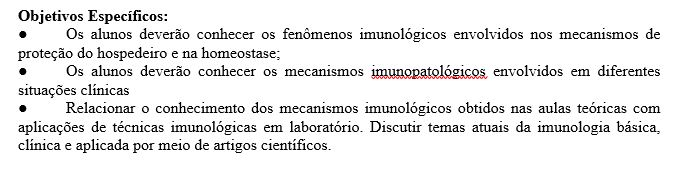 Objetivos Específicos:
● Os alunos deverão conhecer os fenômenos imunológicos envolvidos nos mecanismos de
proteção do hospedeiro e na homeostase;
● Os alunos deverão conhecer os mecanismos imunopatológicos envolvidos em diferentes
situações clínicas
● Relacionar o conhecimento dos mecanismos imunológicos obtidos nas aulas teóricas com
aplicações de técnicas imunológicas em laboratório. Discutir temas atuais da imunologia básica,
clínica e aplicada por meio de artigos científicos.